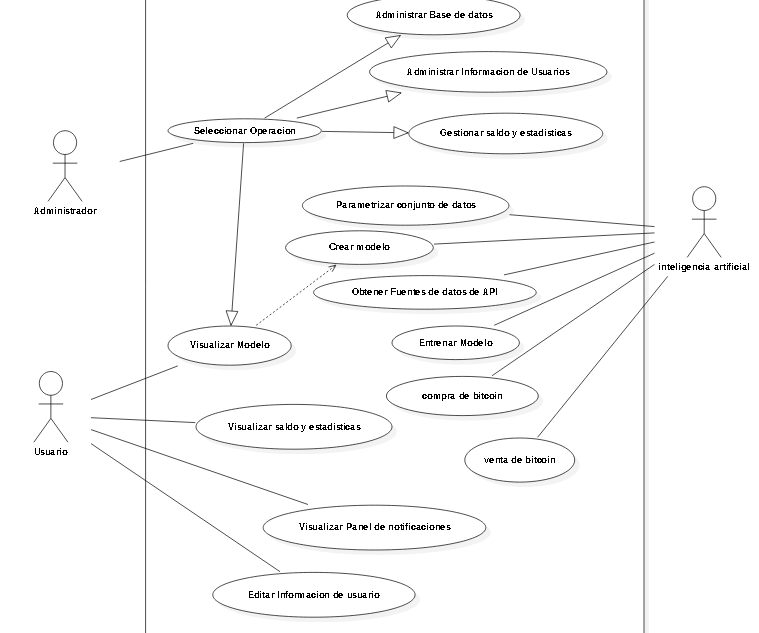 Administrar Base de datos
Administrar Informacion de Usuarios
Seleccionar Operacion
Gestionar saldo y estadisticas
Administrador
Parametrizar conjunto de datos
Crear modelo
inteligencia artificial
Obtener Fuentes de datos de API
Visualizar Modelo
Entrenar Modelo
compra de bitcoin
Usuario
Visualizar saldo y estadisticas
venta de bitcoin
Visualizar Panel de notificaciones
Editar Informacion de usuario